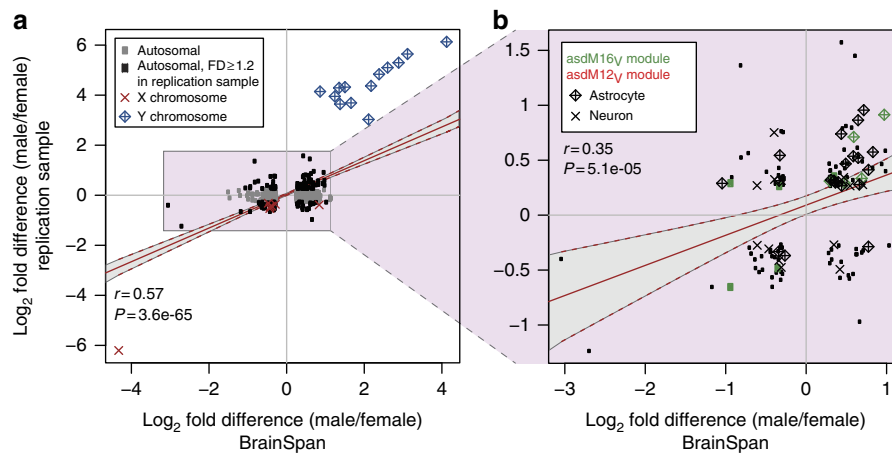 a
Log2 fold difference (male/female)
replication sample
6
4
2
0
−2
−4
−6
Autosomal
Autosomal, FD≥1.2
in replication sample
X chromosome
Y chromosome
r = 0.57
P = 3.6e-65
−4
−2
0
2
4
Log2 fold difference (male/female)
BrainSpan
b
1.5
1
0.5
0
−0.5
−1
asdM16V module
asdM12V module
Astrocyte
Neuron
r = 0.35
P = 5.1e-05
−3
−2
−1
0
1
Log2 fold difference (male/female)
BrainSpan